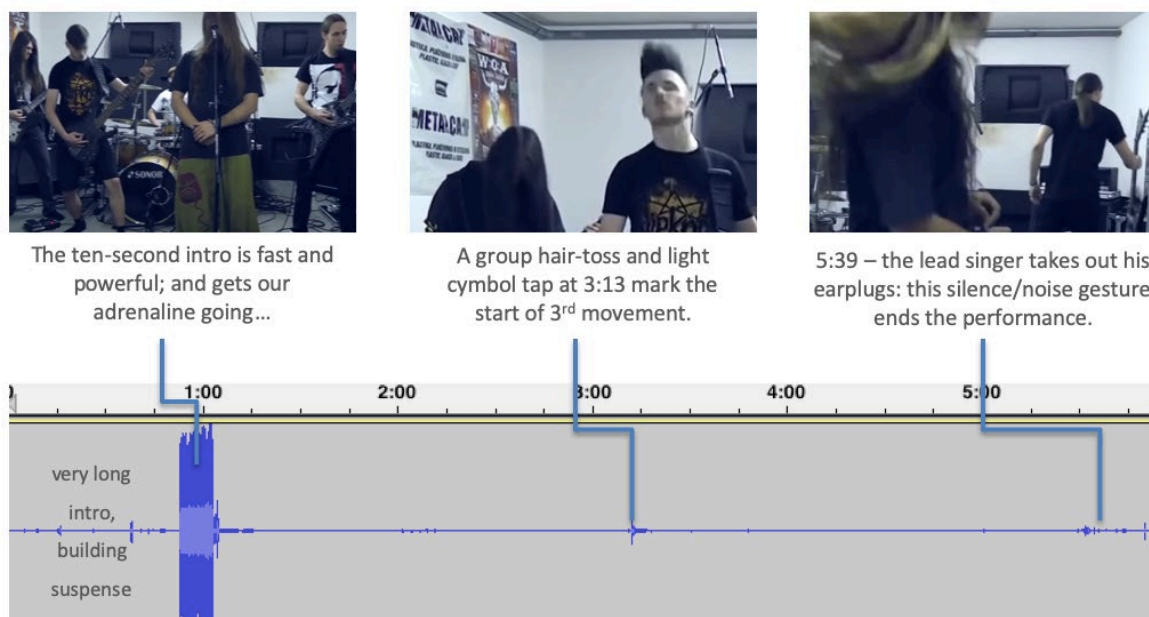 METALCAMP
W:O:A
METALCAMP
SONOR
The ten-second intro is fast and
powerful; and gets our
adrenaline going…
A group hair-toss and light
cymbol tap at 3:13 mark the
start of 3rd movement.
5:39 – the lead singer takes out his
earplugs: this silence/noise gesture
ends the performance.
1:00 2:00 3:00 4:00 5:00
very long
intro,
building
suspense